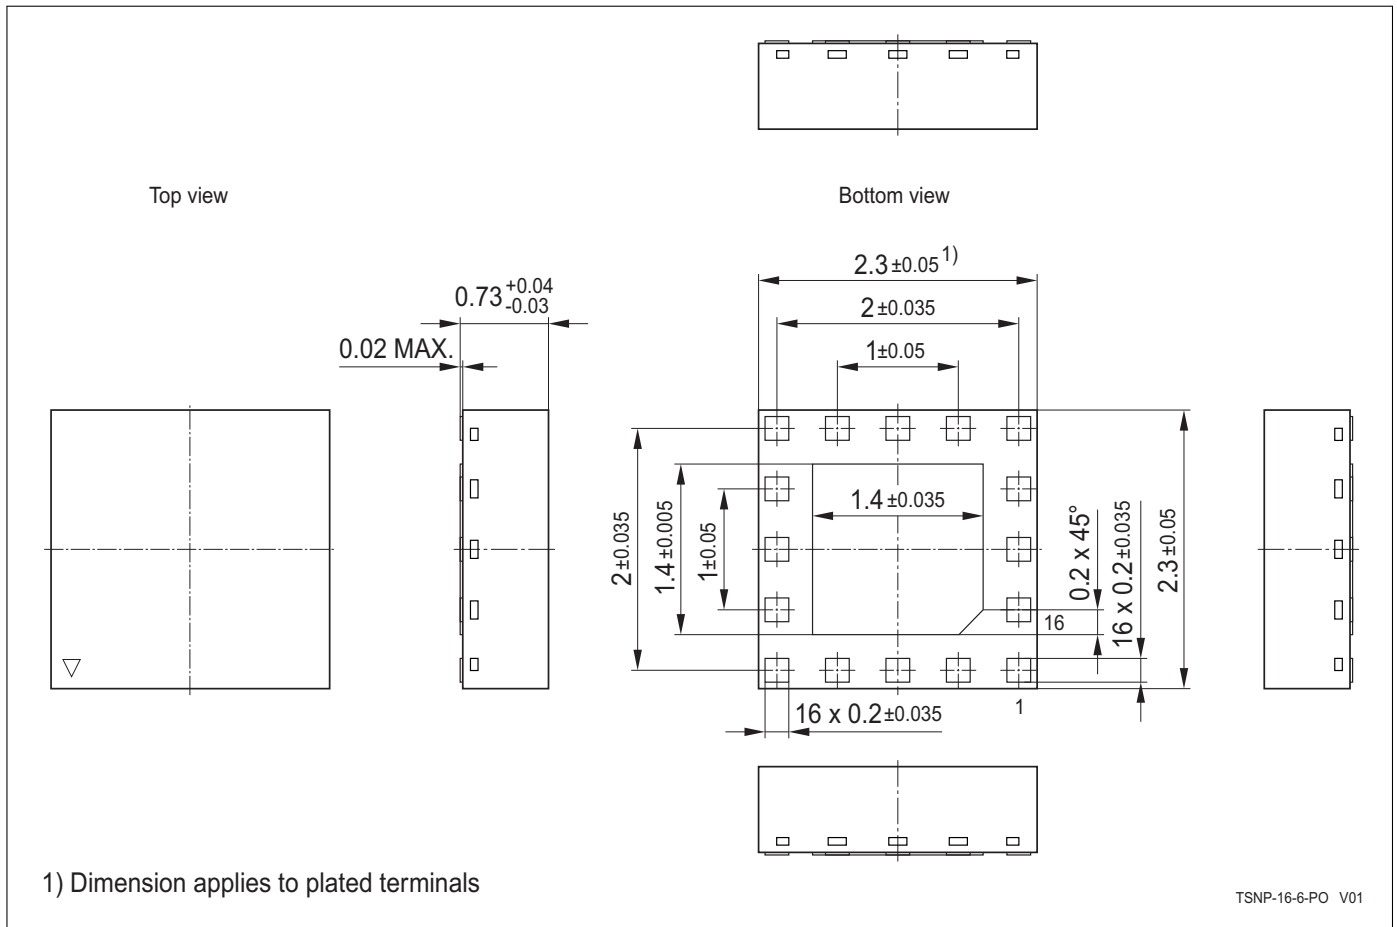 Top view
Bottom view
2.3±0.05 1)
0.73 +0.04
-0.03
2±0.035
0.02 MAX.
1±0.05
2±0.035
1.4±0.005
1±0.05
1.4±0.035
0.2 x 45°
16 x 0.2±0.035
2.3±0.05
16
16 x 0.2±0.035
1
1) Dimension applies to plated terminals
TSNP-16-6-PO V01